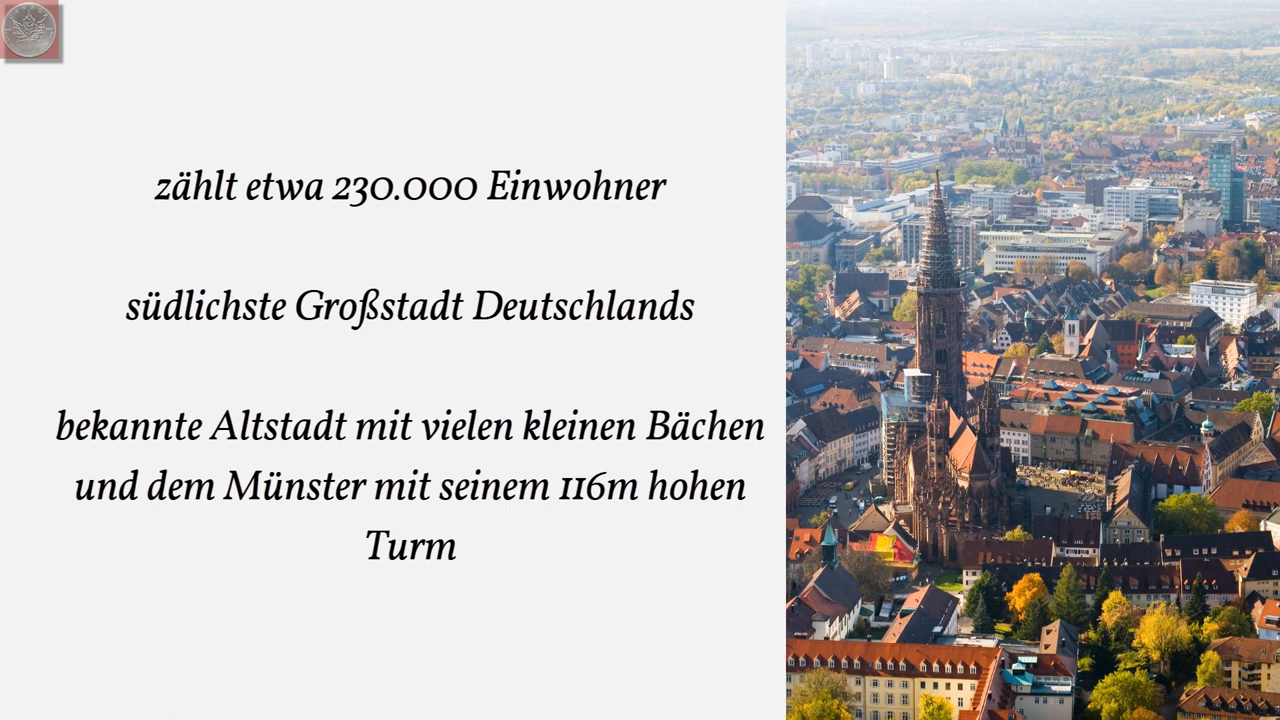 zählt etwa 230.000 Einwohner
südlichste Großstadt Deutschlands
bekannte Altstadt mit vielen kleinen Bächen
und dem Münster mit seinem 116m hohen
Turm